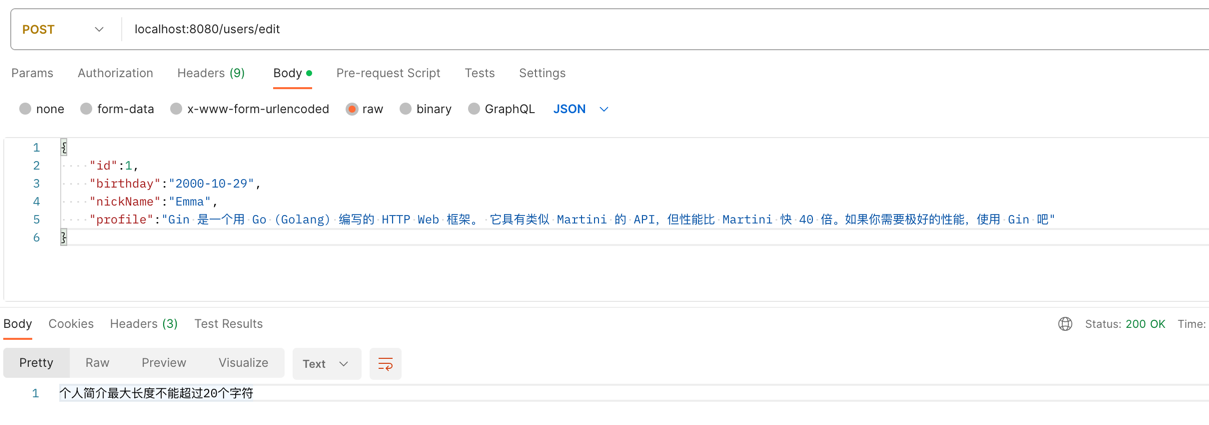 POST localhost:8080/users/edit
Params Authorization Headers (9) Body Pre-request Script Tests Settings
none form-data x-www-form-urlencoded raw binary GraphQL JSON
1 {
2 "id":1,
3 "birthday":"2000-10-29",
4 "nickName":"Emma",
5 "profile":"Gin 是一个用 Go (Golang) 编写的 HTTP Web 框架。 它具有类似 Martini 的 API，但性能比 Martini 快 40 倍。如果你需要极好的性能，使用 Gin 吧"
6 }
Body Cookies Headers (3) Test Results Status: 200 OK Time:
Pretty Raw Preview Visualize Text
1 个人简介最大长度不能超过20个字符